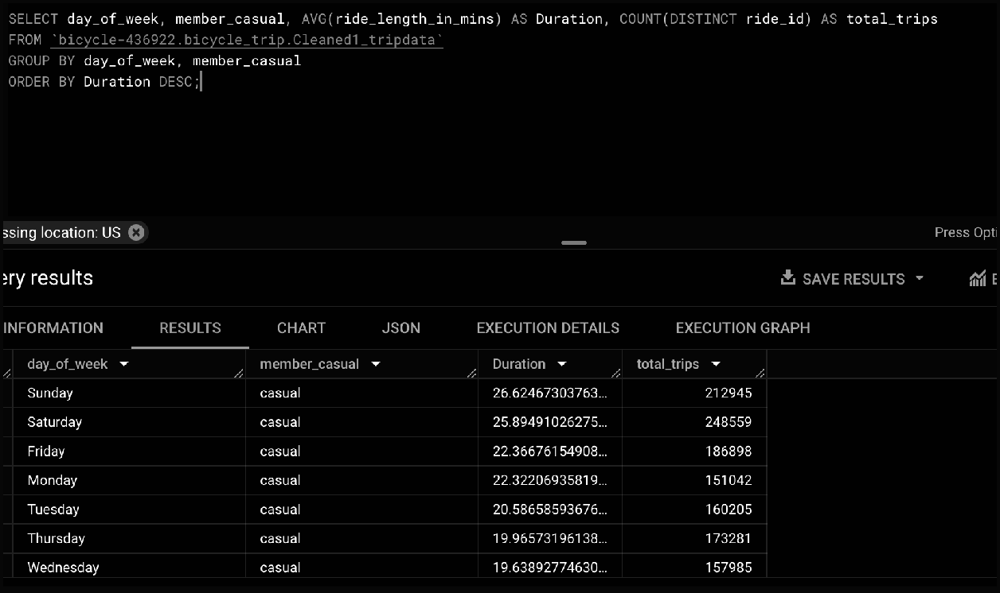 SELECT day_of_week, member_casual, AVG(ride_length_in_mins) AS Duration, COUNT(DISTINCT ride_id) AS total_trips
FROM `bicycle-436922.bicycle_trip.Cleaned1_tripdata`
GROUP BY day_of_week, member_casual
ORDER BY Duration DESC;
ssing location: US
Press Opti
ery results
SAVE RESULTS
E
INFORMATION RESULTS CHART JSON EXECUTION DETAILS EXECUTION GRAPH
day_of_week member_casual Duration total_trips
Sunday casual 26.62467303763... 212945
Saturday casual 25.89491026275... 248559
Friday casual 22.36676154908... 186898
Monday casual 22.32206935819... 151042
Tuesday casual 20.58658593676... 160205
Thursday casual 19.96573196138... 173281
Wednesday casual 19.63892774630... 157985